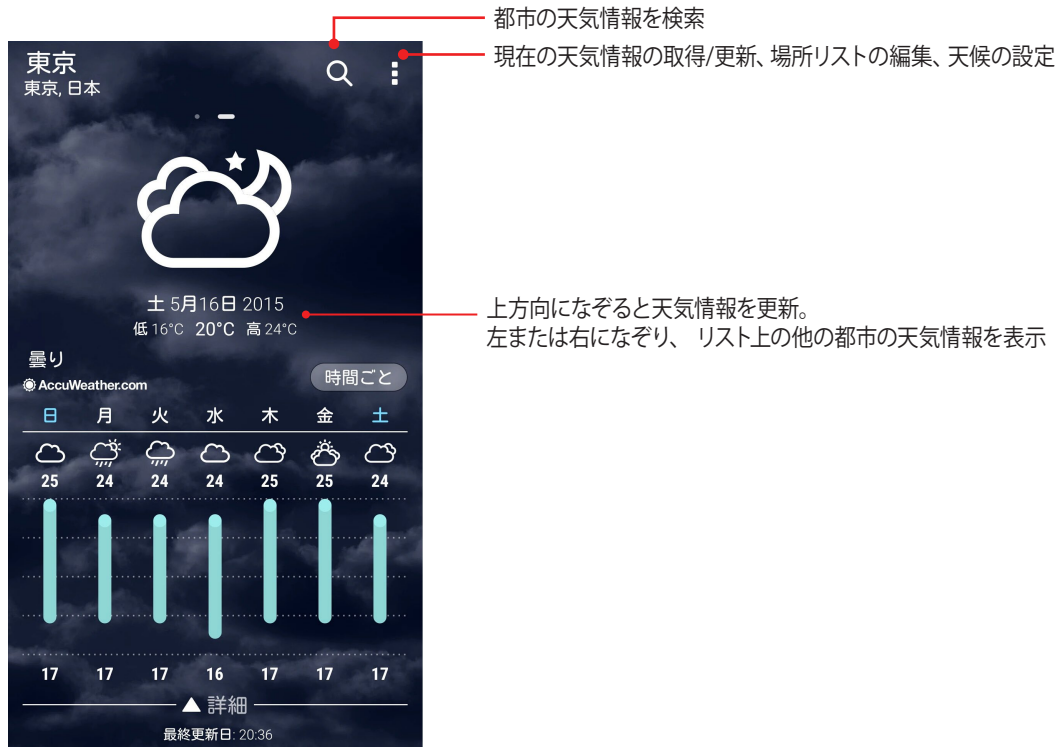 都市の天気情報を検索
現在の天気情報の取得/更新、場所リストの編集、天候の設定
東京
東京, 日本
土 5月16日 2015
低 16°C 20°C 高 24°C
上方向になぞると天気情報を更新。
左または右になぞり、 リスト上の他の都市の天気情報を表示
曇り
AccuWeather.com
時間ごと
日 月 火 水 木 金 土
25 24 24 24 25 25 24
17 17 17 16 17 17 17
詳細
最終更新日: 20:36